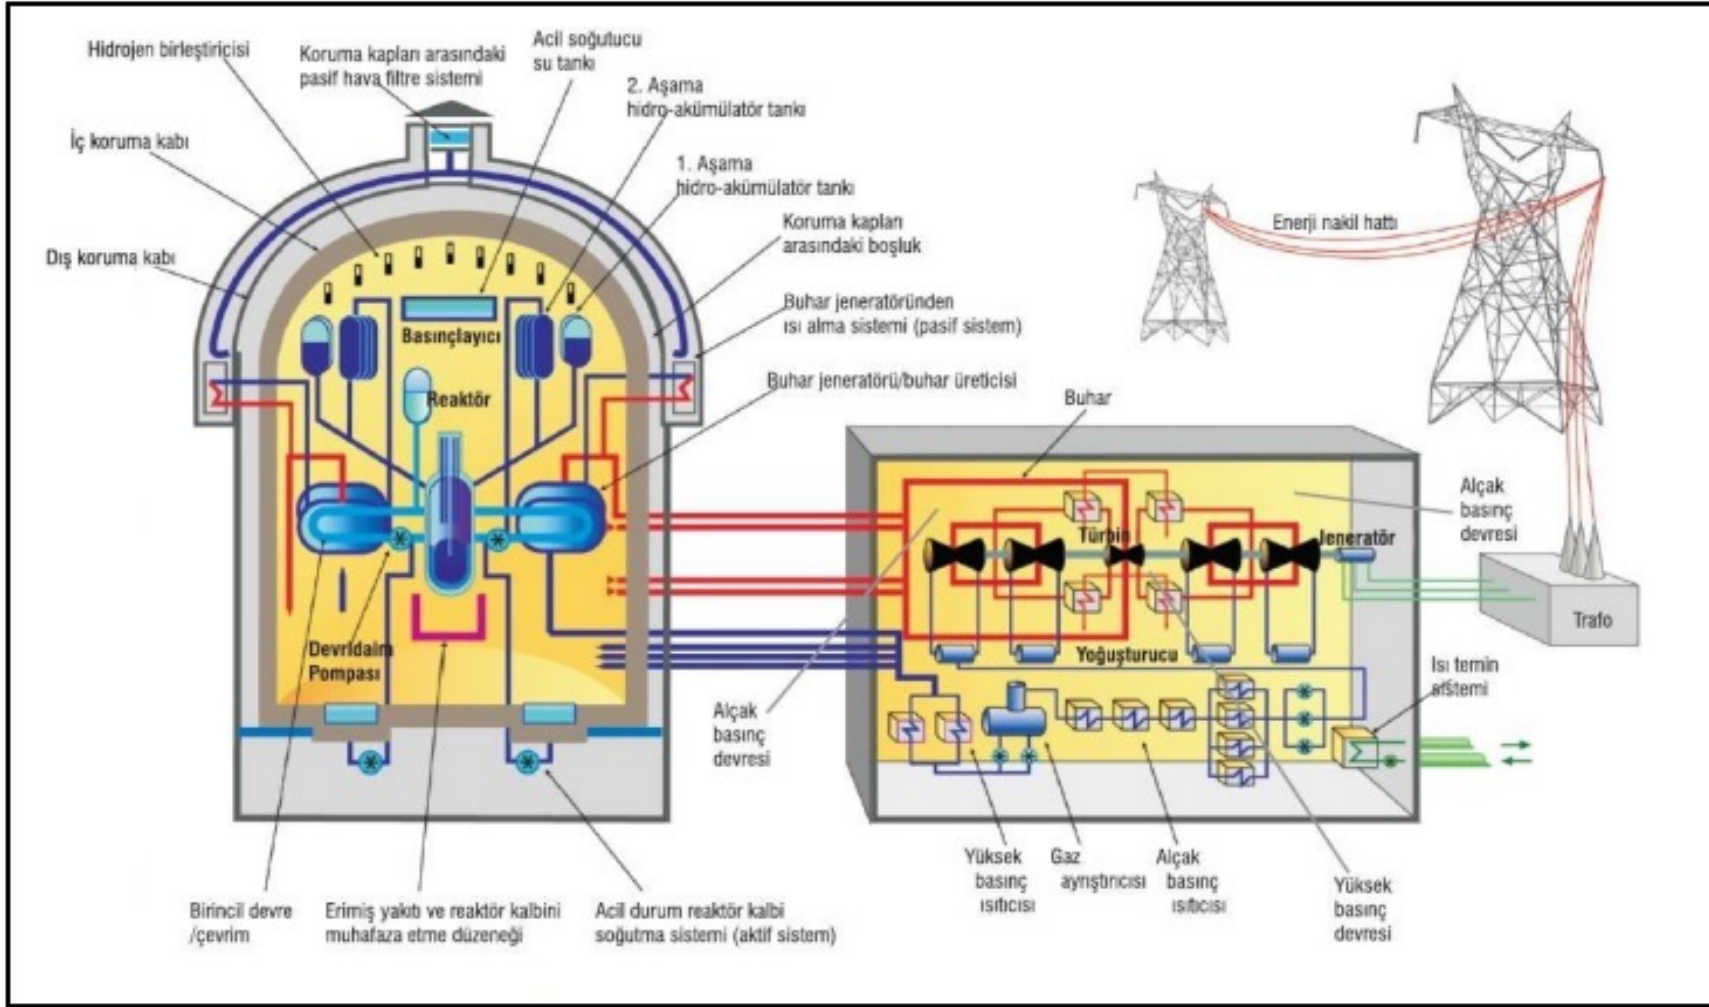 Hidrojen birleştiricisi
Koruma kapları arasındaki
pasif hava filtre sistemi
Acil soğutucu
su tankı
2. Aşama
hidro-akümülatör tankı
1. Aşama
hidro-akümülatör tankı
İç koruma kabı
Dış koruma kabı
Koruma kapları
arasındaki boşluk
Buhar jeneratöründen
ısı alma sistemi (pasif sistem)
Buhar jeneratörü/buhar üreticisi
Basınçlayıcı
Reaktör
Devridaim
Pompası
Birincil devre
/çevrim
Erimiş yakıtı ve reaktör kalbini
muhafaza etme düzeneği
Acil durum reaktör kalbi
soğutma sistemi (aktif sistem)
Enerji nakil hattı
Buhar
Alçak
basınç
devresi
Türbin
Jeneratör
Trafo
Yoğuşturucu
Isı temin
sistemi
Alçak
basınç
devresi
Yüksek
basınç
ısıtıcısı
Gaz
ayrıştırıcısı
Alçak
basınç
ısıtıcısı
Yüksek
basınç
devresi